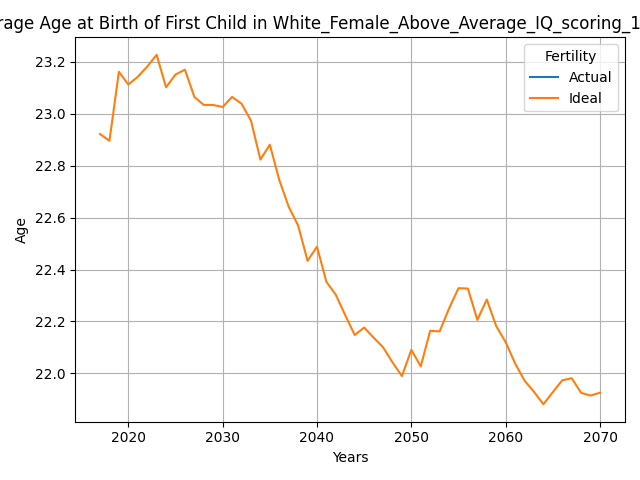 rage Age at Birth of First Child in White_Female_Above_Average_IQ_scoring_1
Fertility
Actual
Ideal
23.2
23.0
22.8
22.6
22.4
22.2
22.0
Age
2020 2030 2040 2050 2060 2070
Years